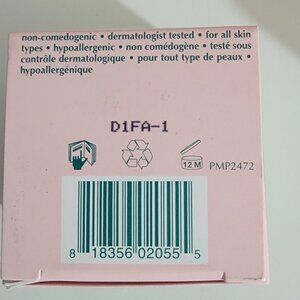 non-comedogenic • dermatologist tested • for all skin
types • hypoallergenic • non comédogène • testé sous
contrôle dermatologique • pour tout type de peaux •
hypoallergénique
D1FA-1
12 M
PMP2472
8 18356 02055 5